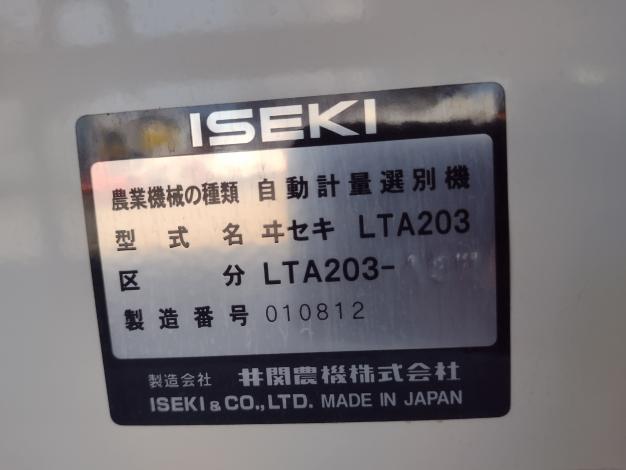 ISEKI
農業機械の種類 自動計量選別機
型式名 ヰセキ LTA203
区分 LTA203-
製造番号 010812
製造会社 井関農機株式会社
ISEKI & CO., LTD. MADE IN JAPAN